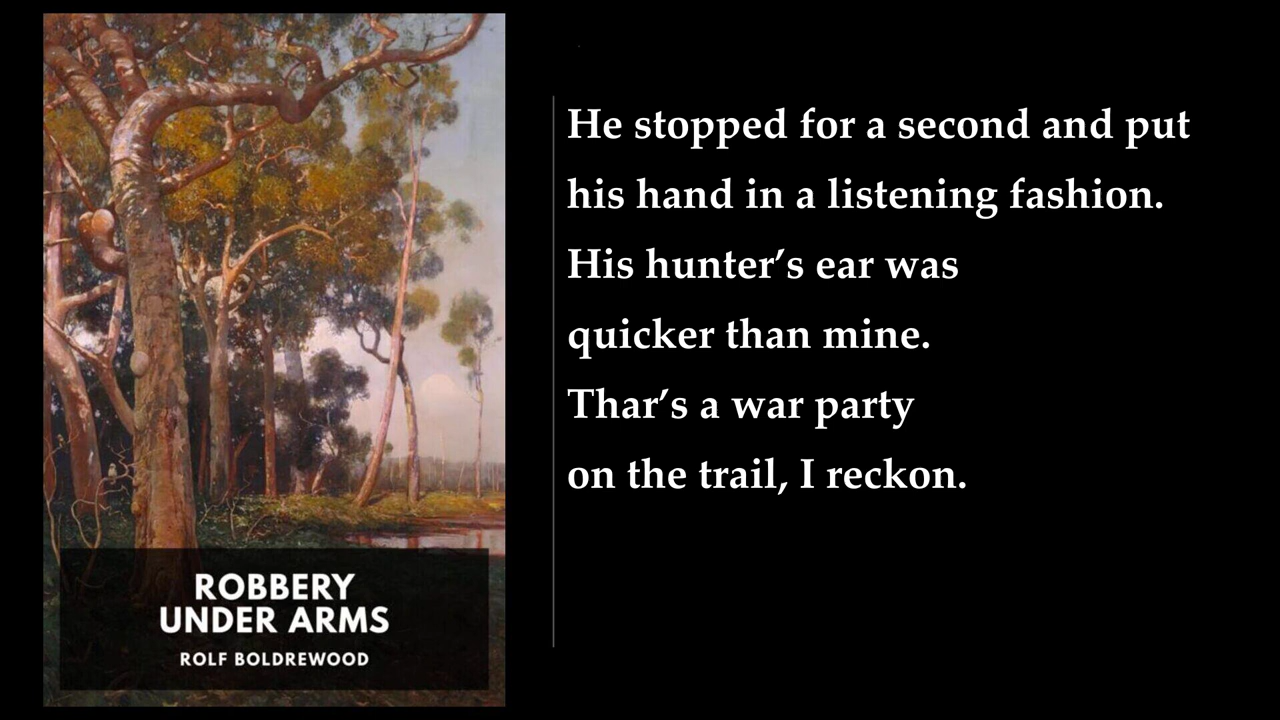 He stopped for a second and put
his hand in a listening fashion.
His hunter’s ear was
quicker than mine.
Thar’s a war party
on the trail, I reckon.
ROBBERY
UNDER ARMS
ROLF BOLDREWOOD